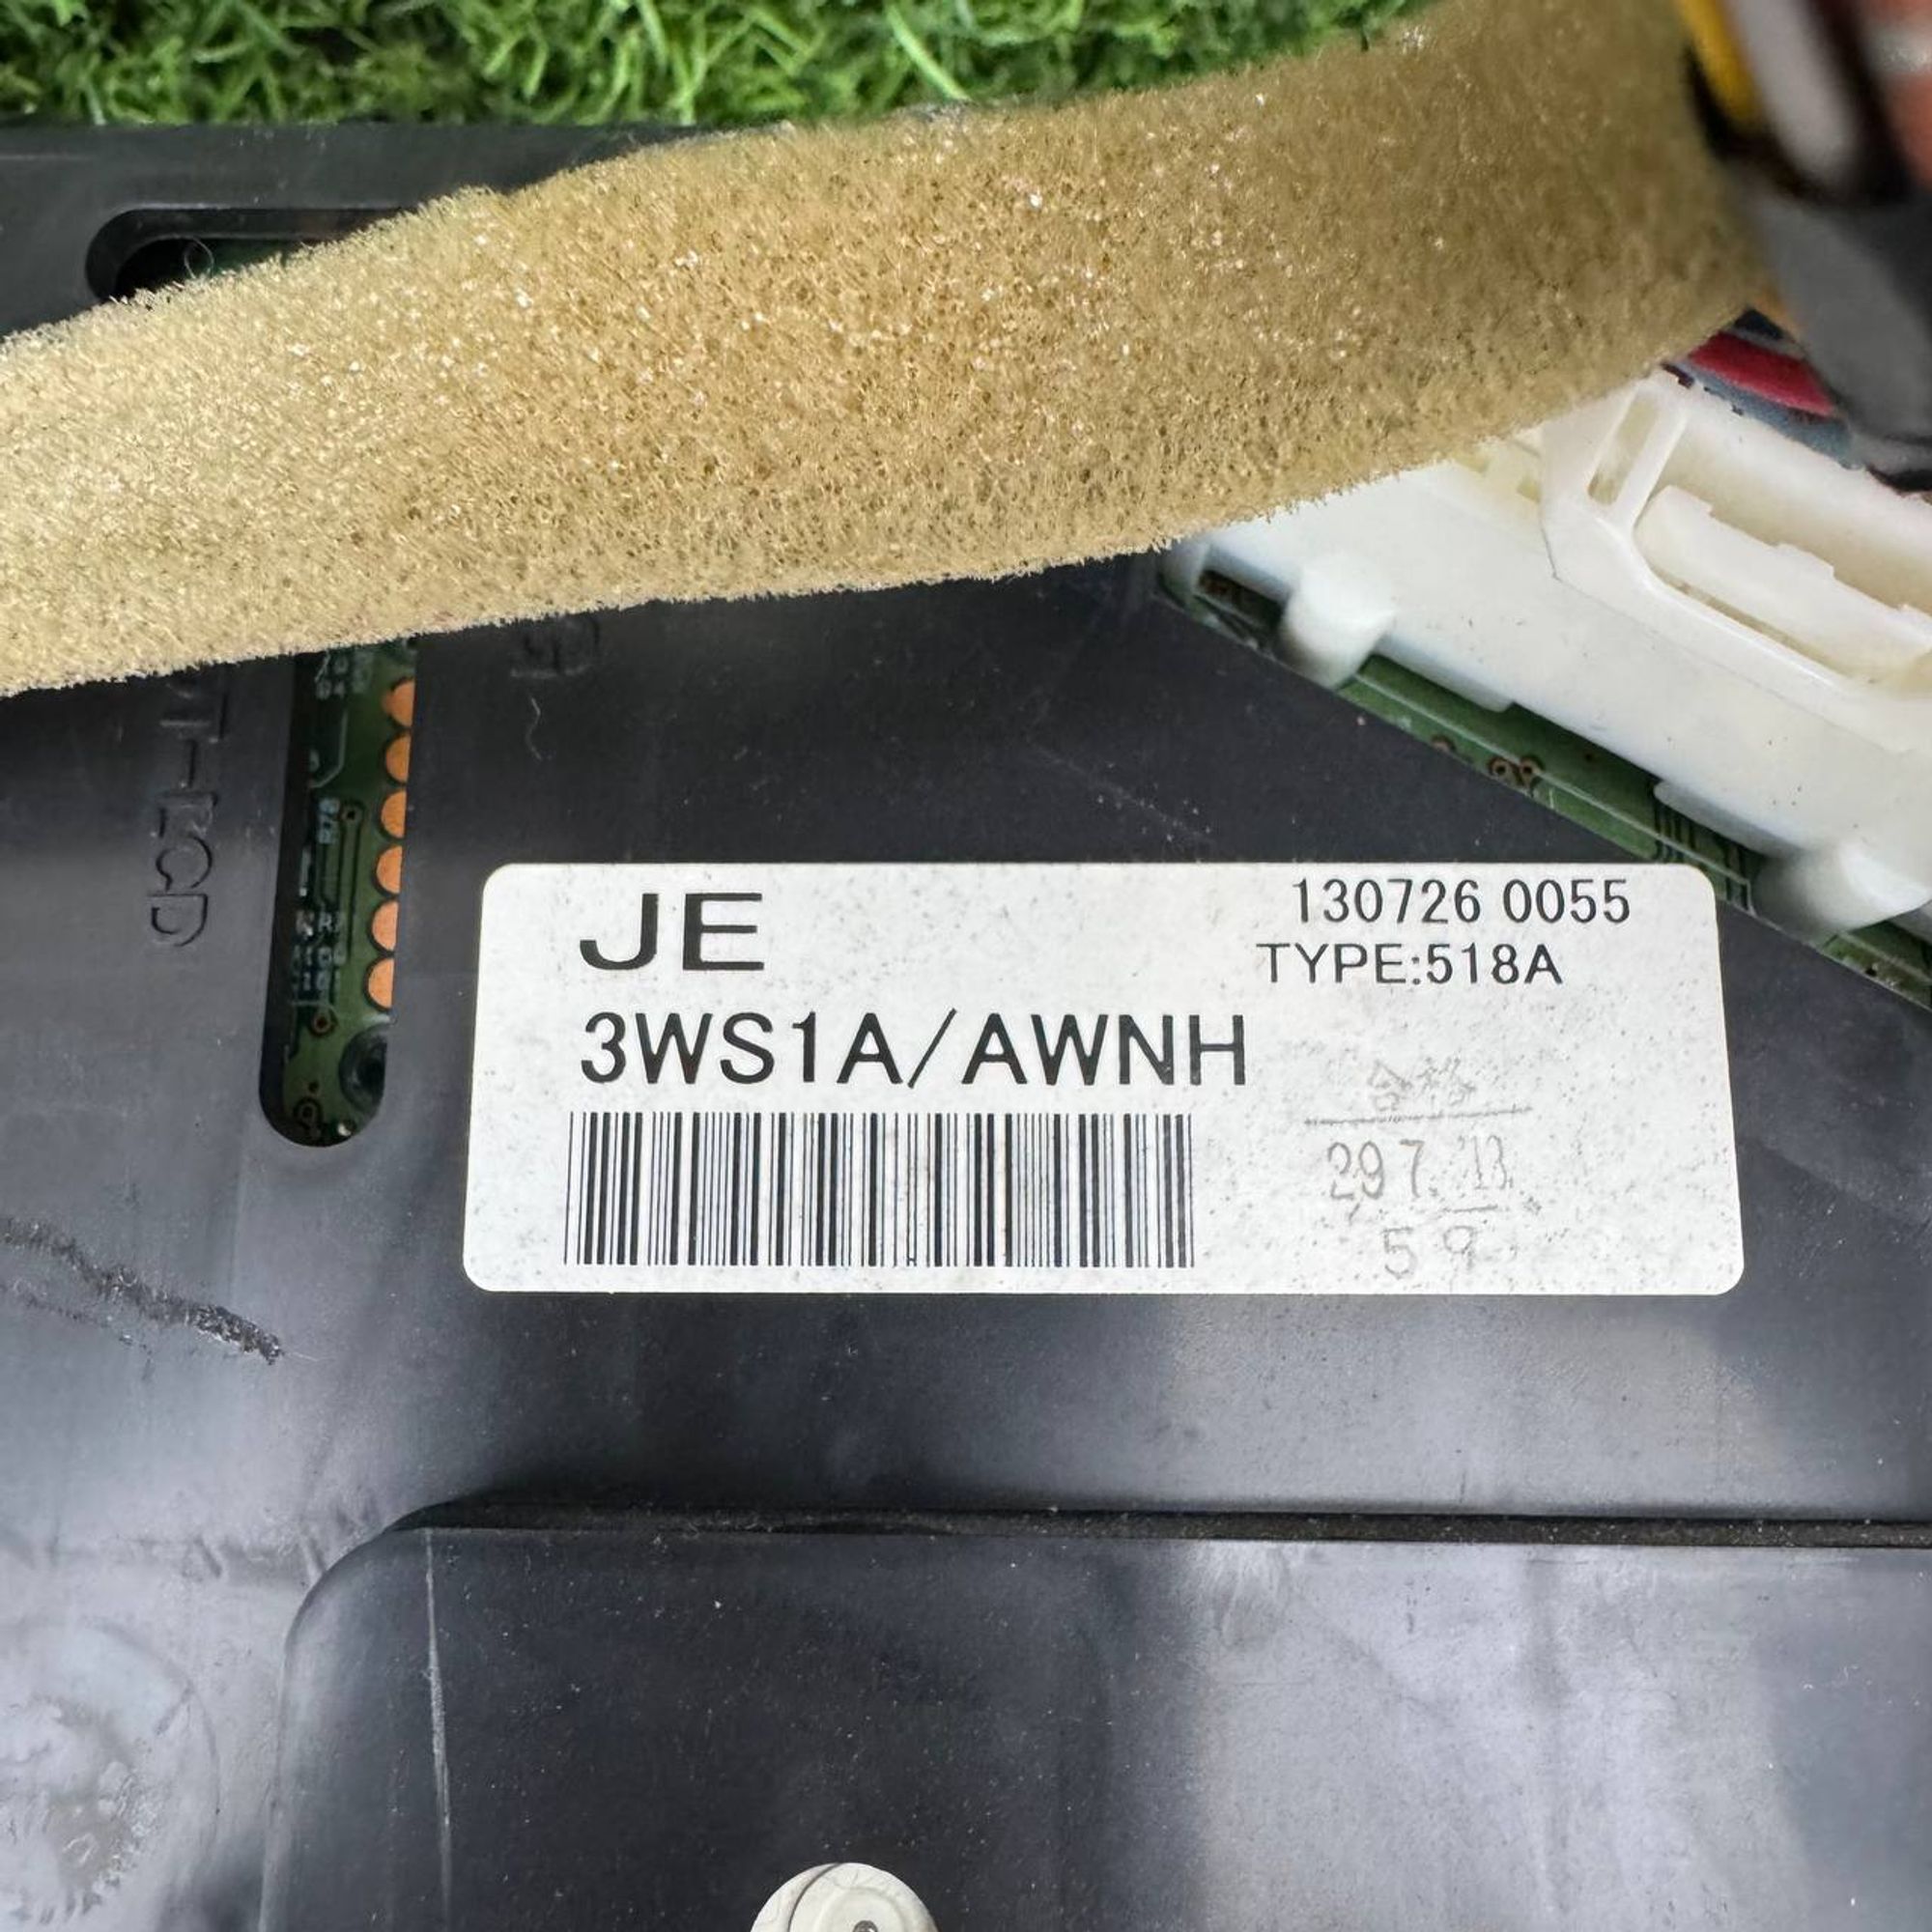 JE
130726 0055
TYPE:518A
3WS1A/AWNH
合格
29 7. '13
59